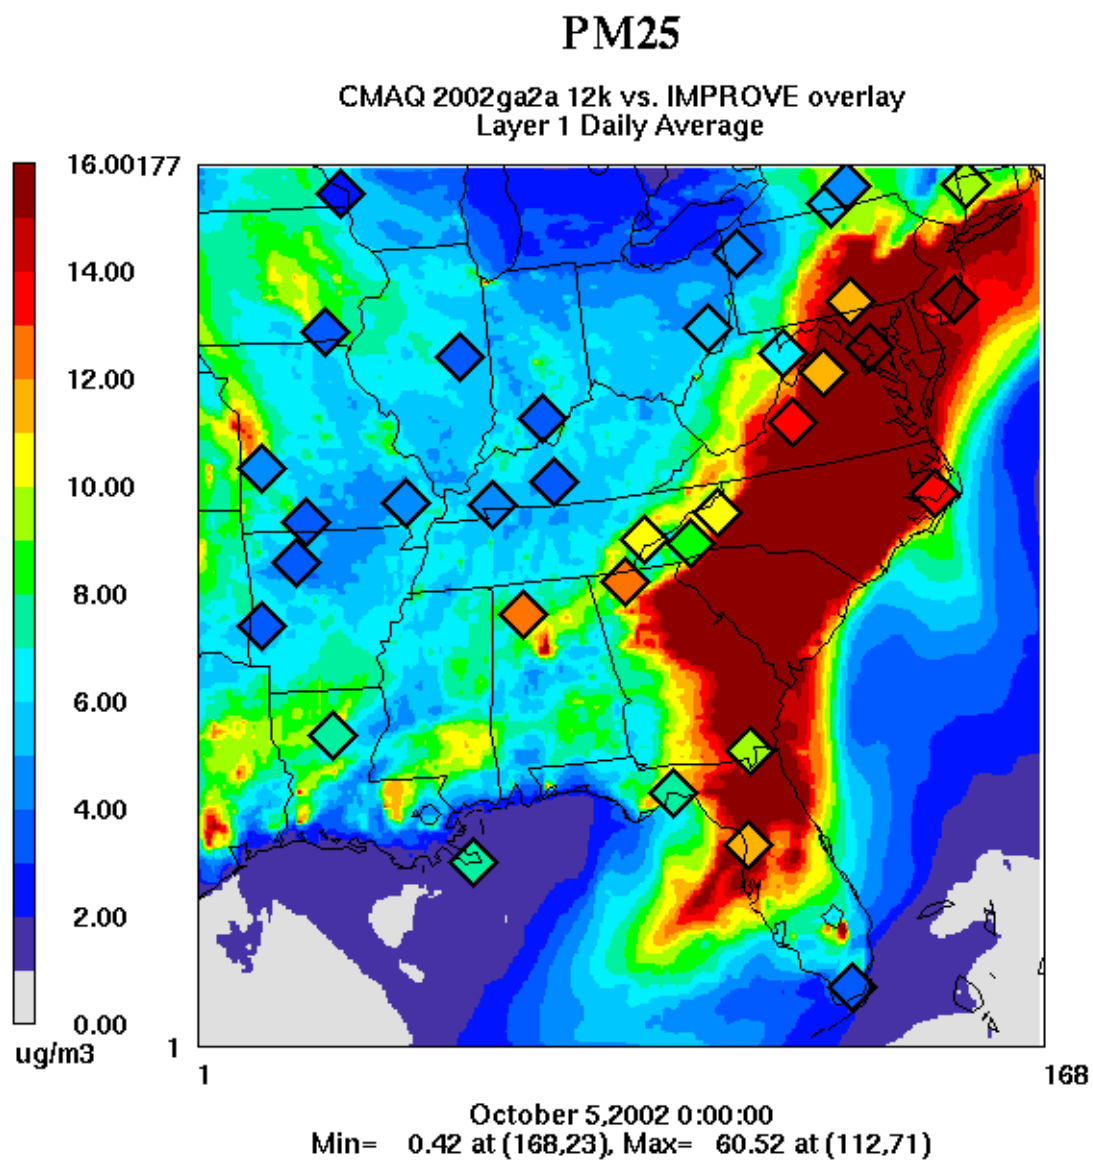 PM25
CMAQ 2002ga2a 12k vs. IMPROVE overlay
Layer 1 Daily Average
16.00
14.00
12.00
10.00
8.00
6.00
4.00
2.00
0.00
ug/m3
177
1
1
168
October 5,2002 0:00:00
Min= 0.42 at (168,23), Max= 60.52 at (112,71)